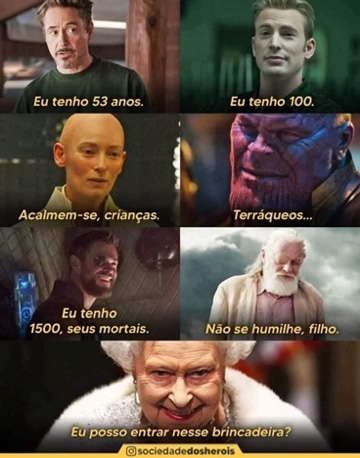 Eu tenho 53 anos.
Eu tenho 100.
Acalmem-se, crianças.
Terráqueos...
Eu tenho
1500, seus mortais.
Não se humilhe, filho.
Eu posso entrar nesse brincadeira?
sociedadedosherois